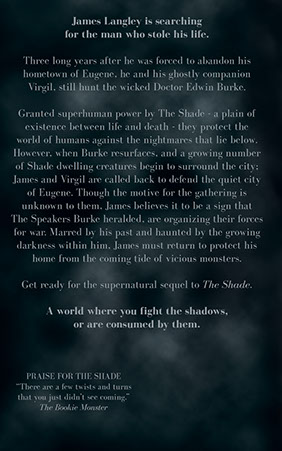 James Langley is searching
for the man who stole his life.
Three long years after he was forced to abandon his
hometown of Eugene, he and his ghostly companion
Virgil, still hunt the wicked Doctor Edwin Burke.
Granted superhuman power by The Shade - a plain of
existence between life and death - they protect the
world of humans against the nightmares that lie below.
However, when Burke resurfaces, and a growing number
of Shade dwelling creatures begin to surround the city;
James and Virgil are called back to defend the quiet city
of Eugene. Though the motive for the gathering is
unknown to them, James believes it to be a sign that
The Speakers Burke heralded, are organizing their forces
for war. Marred by his past and haunted by the growing
darkness within him, James must return to protect his
home from the coming tide of vicious monsters.
Get ready for the supernatural sequel to The Shade.
A world where you fight the shadows,
or are consumed by them.
PRAISE FOR THE SHADE
"There are a few twists and turns
that you just didn't see coming."
The Bookie Monster